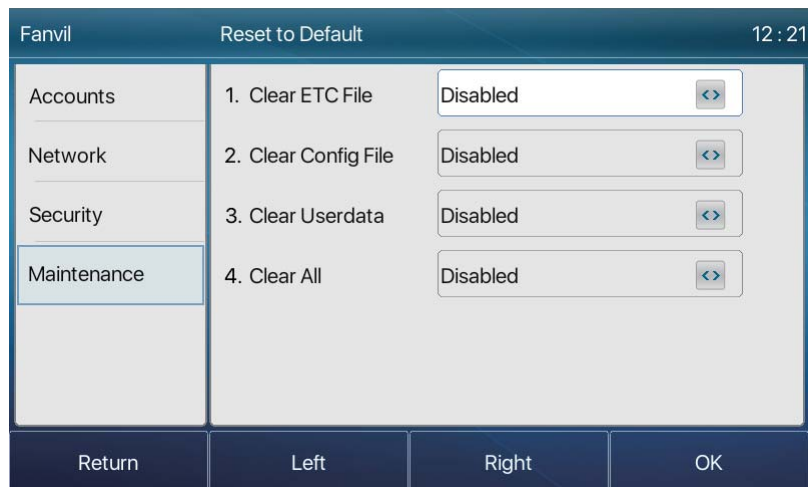 Fanvil Reset to Default 12 : 21
Accounts
Network
Security
Maintenance
1. Clear ETC File Disabled <>
2. Clear Config File Disabled <>
3. Clear Userdata Disabled <>
4. Clear All Disabled <>
Return Left Right OK